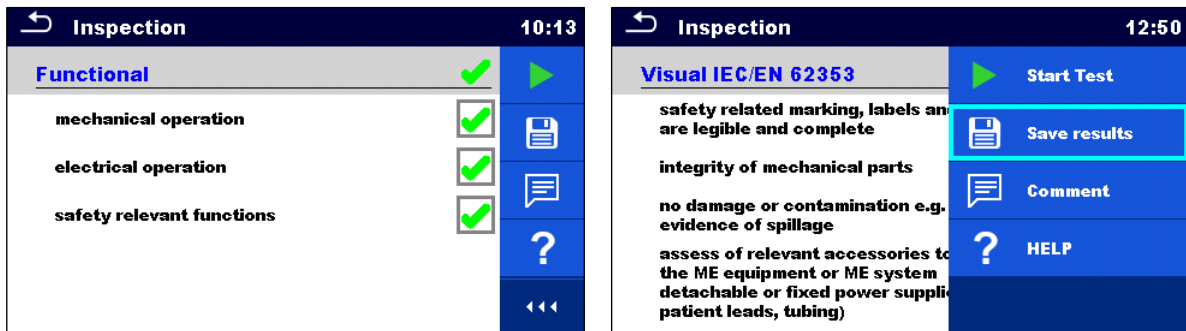 Inspection 10:13
Functional
mechanical operation
electrical operation
safety relevant functions
?
Inspection 12:50
Visual IEC/EN 62353
safety related marking, labels an
are legible and complete
integrity of mechanical parts
no damage or contamination e.g.
evidence of spillage
assess of relevant accessories to
the ME equipment or ME system
detachable or fixed power suppli
patient leads, tubing)
Start Test
Save results
Comment
? HELP